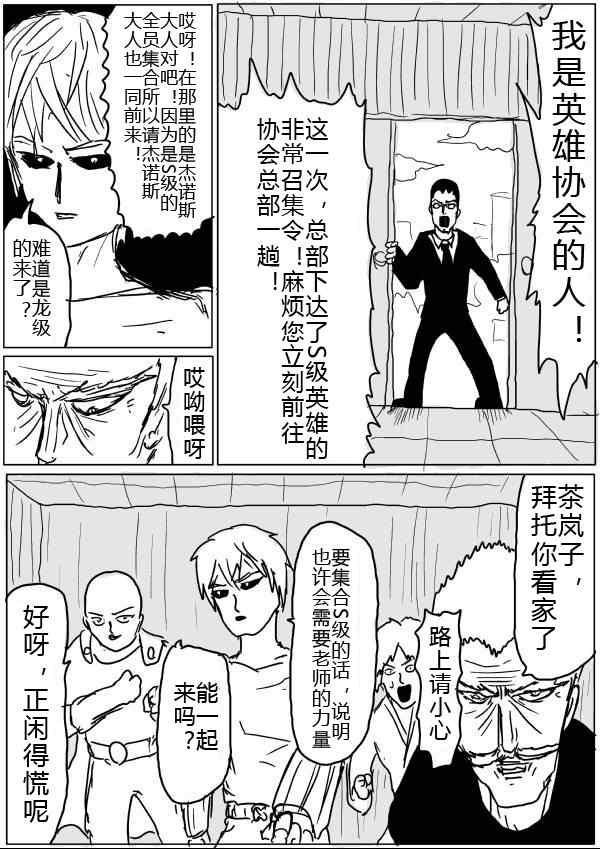 我是英雄协会的人！
这一次，总部下达了S级英雄的
非常召集令！麻烦您立刻前往
协会总部一趟！
哎呀！在那里的是杰诺斯
大人对吧！因为是S级的
全员集合所以请杰诺斯
大人也一同前来！
难道是龙级
的来了？
哎呦喂呀
茶岚子，
拜托你看家了
路上请小心
要集合S级的话，说明
也许会需要老师的力量
能一起
来吗？
好呀，正闲得慌呢